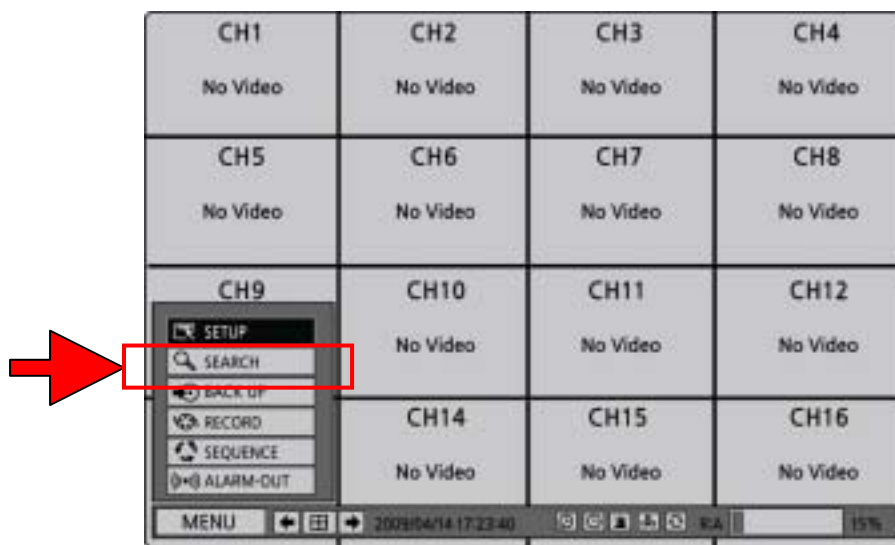 CH1 CH2 CH3 CH4
No Video No Video No Video No Video
CH5 CH6 CH7 CH8
No Video No Video No Video No Video
CH9 CH10 CH11 CH12
SETUP
No Video No Video No Video
SEARCH
BACK UP
RECORD CH14 CH15 CH16
SEQUENCE
ALARM-OUT No Video No Video No Video
MENU 2009/04/14 17:23:40 R:A 15%